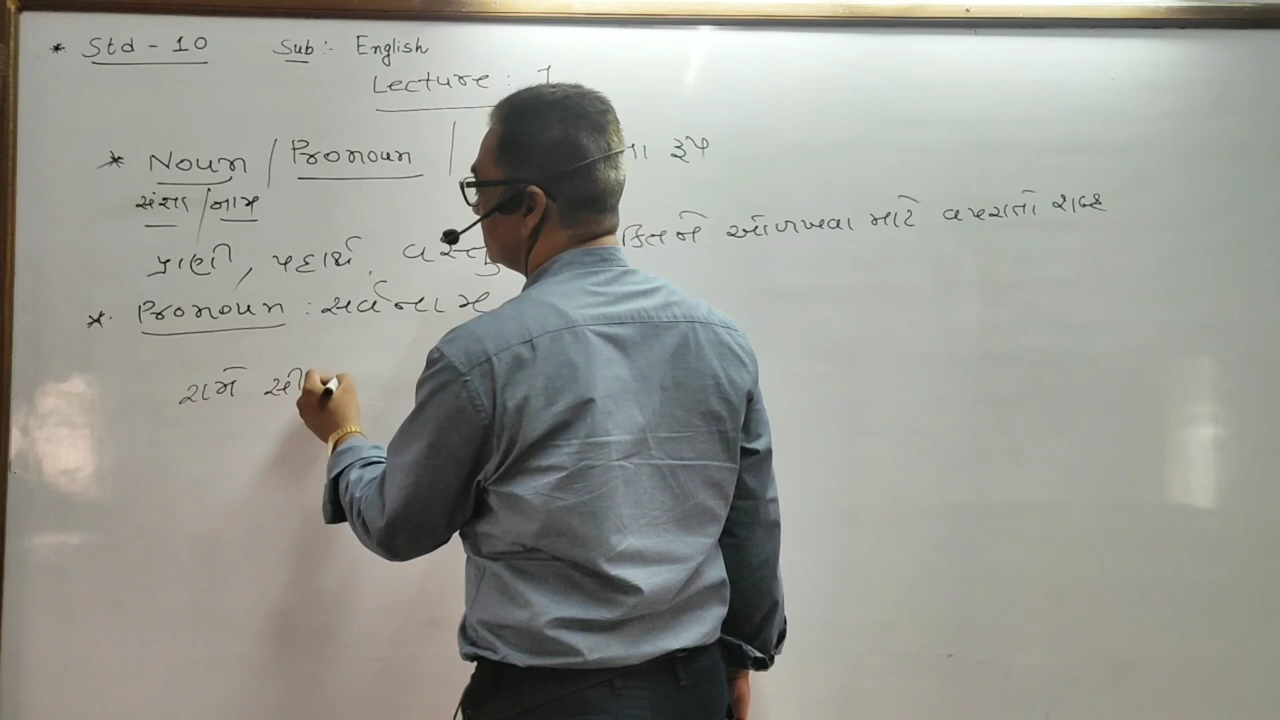 * Std - 10 Sub :- English
Lecture : 1
* Noun / Pronoun | ના રૂપ
સંજ્ઞા / નામ
પ્રાણી, પદાર્થ, વસ્તુ ક્તિને ઓળખવા માટે વપરાતો શબ્દ
* Pronoun : સર્વનામ
રામે સી